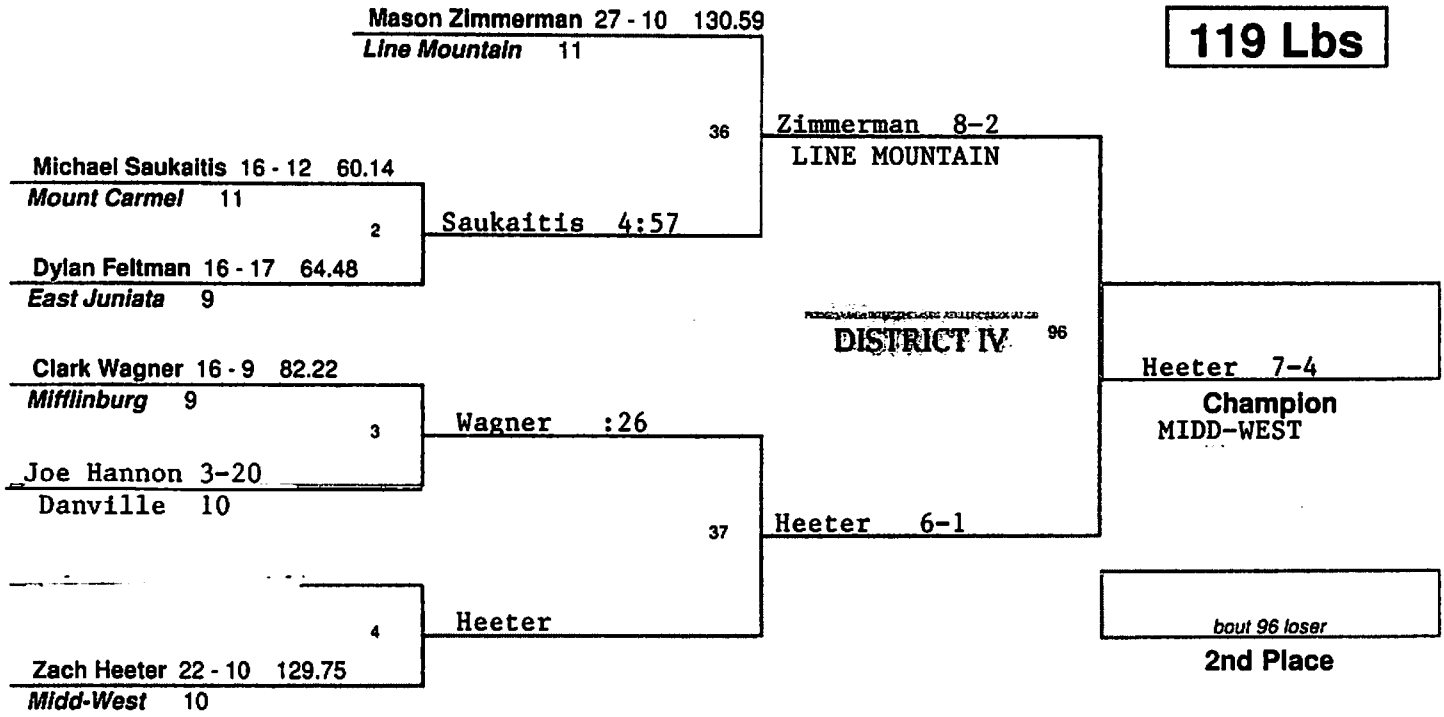 Mason Zimmerman 27 - 10 130.59
Line Mountain 11
119 Lbs
36
Zimmerman 8-2
LINE MOUNTAIN
Michael Saukaitis 16 - 12 60.14
Mount Carmel 11
2
Saukaitis 4:57
Dylan Feltman 16 - 17 64.48
East Juniata 9
DISTRICT IV
96
Clark Wagner 16 - 9 82.22
Mifflinburg 9
Heeter 7-4
Champion
MIDD-WEST
3
Wagner :26
Joe Hannon 3-20
Danville 10
37
Heeter 6-1
4
Heeter
bout 96 loser
2nd Place
Zach Heeter 22 - 10 129.75
Midd-West 10